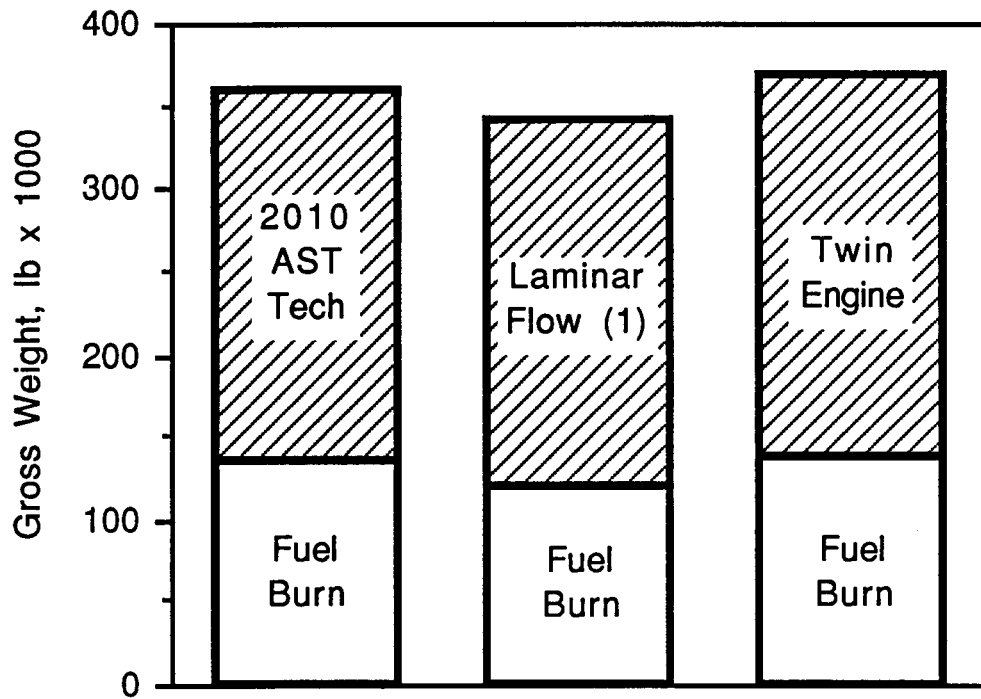 Gross Weight, lb x 1000
400
300
200
100
0
2010
AST
Tech
Fuel
Burn
Laminar
Flow (1)
Fuel
Burn
Twin
Engine
Fuel
Burn